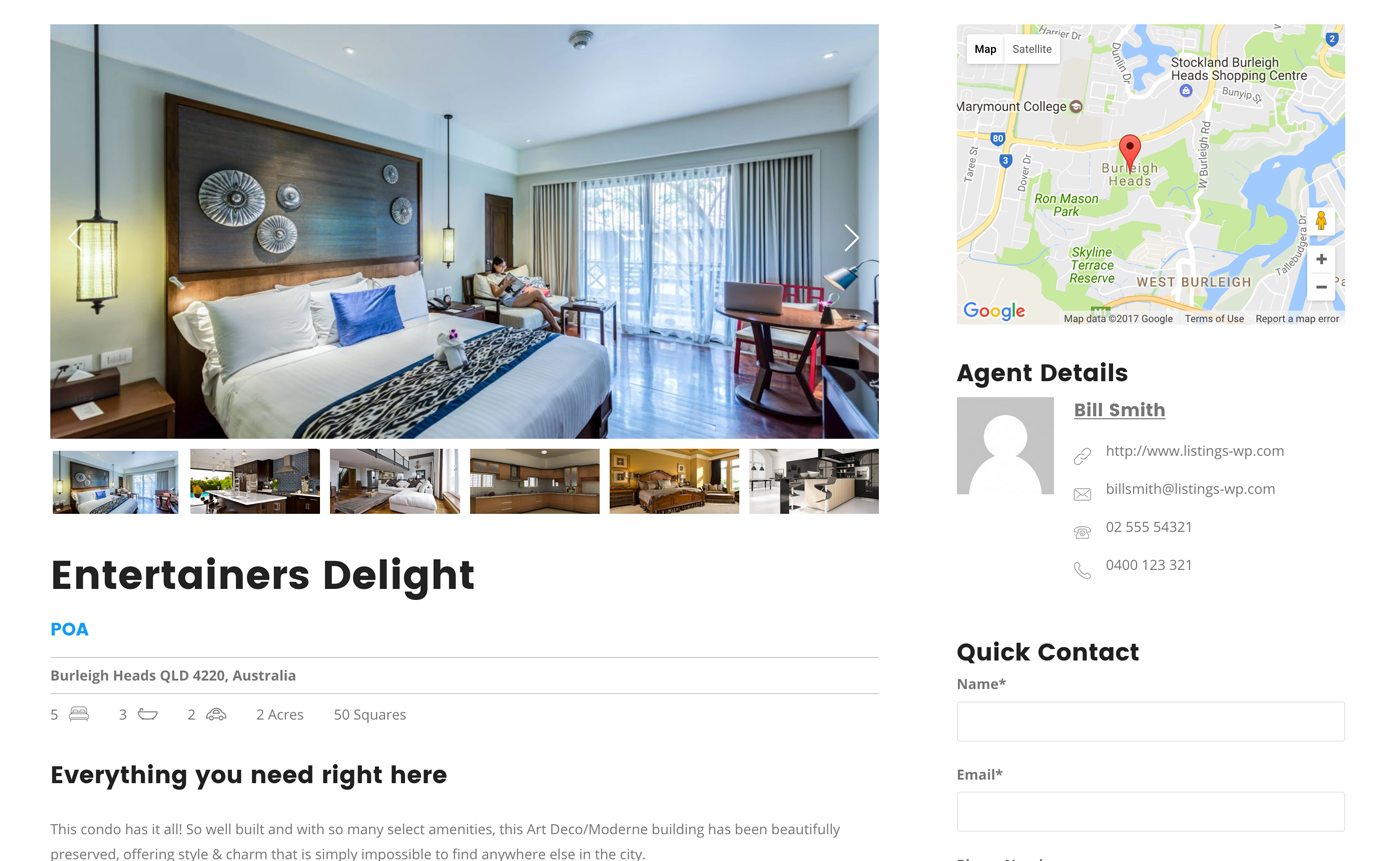 Map
Satellite
Harrier Dr
Dunlin Dr
2
Stockland Burleigh
Heads Shopping Centre
Bunyip St
Marymount College
80
3
Taree St
Dover Dr
W Burleigh Rd
Burleigh
Heads
Ron Mason
Park
Skyline
Terrace
Reserve
Tallebudgera Dr
WEST BURLEIGH
Google
Map data ©2017 Google
Terms of Use
Report a map error
Entertainers Delight
POA
Burleigh Heads QLD 4220, Australia
5 3 2 2 Acres 50 Squares
Everything you need right here
This condo has it all! So well built and with so many select amenities, this Art Deco/Moderne building has been beautifully
preserved, offering style & charm that is simply impossible to find anywhere else in the city.
Agent Details
Bill Smith
http://www.listings-wp.com
billsmith@listings-wp.com
02 555 54321
0400 123 321
Quick Contact
Name*
Email*